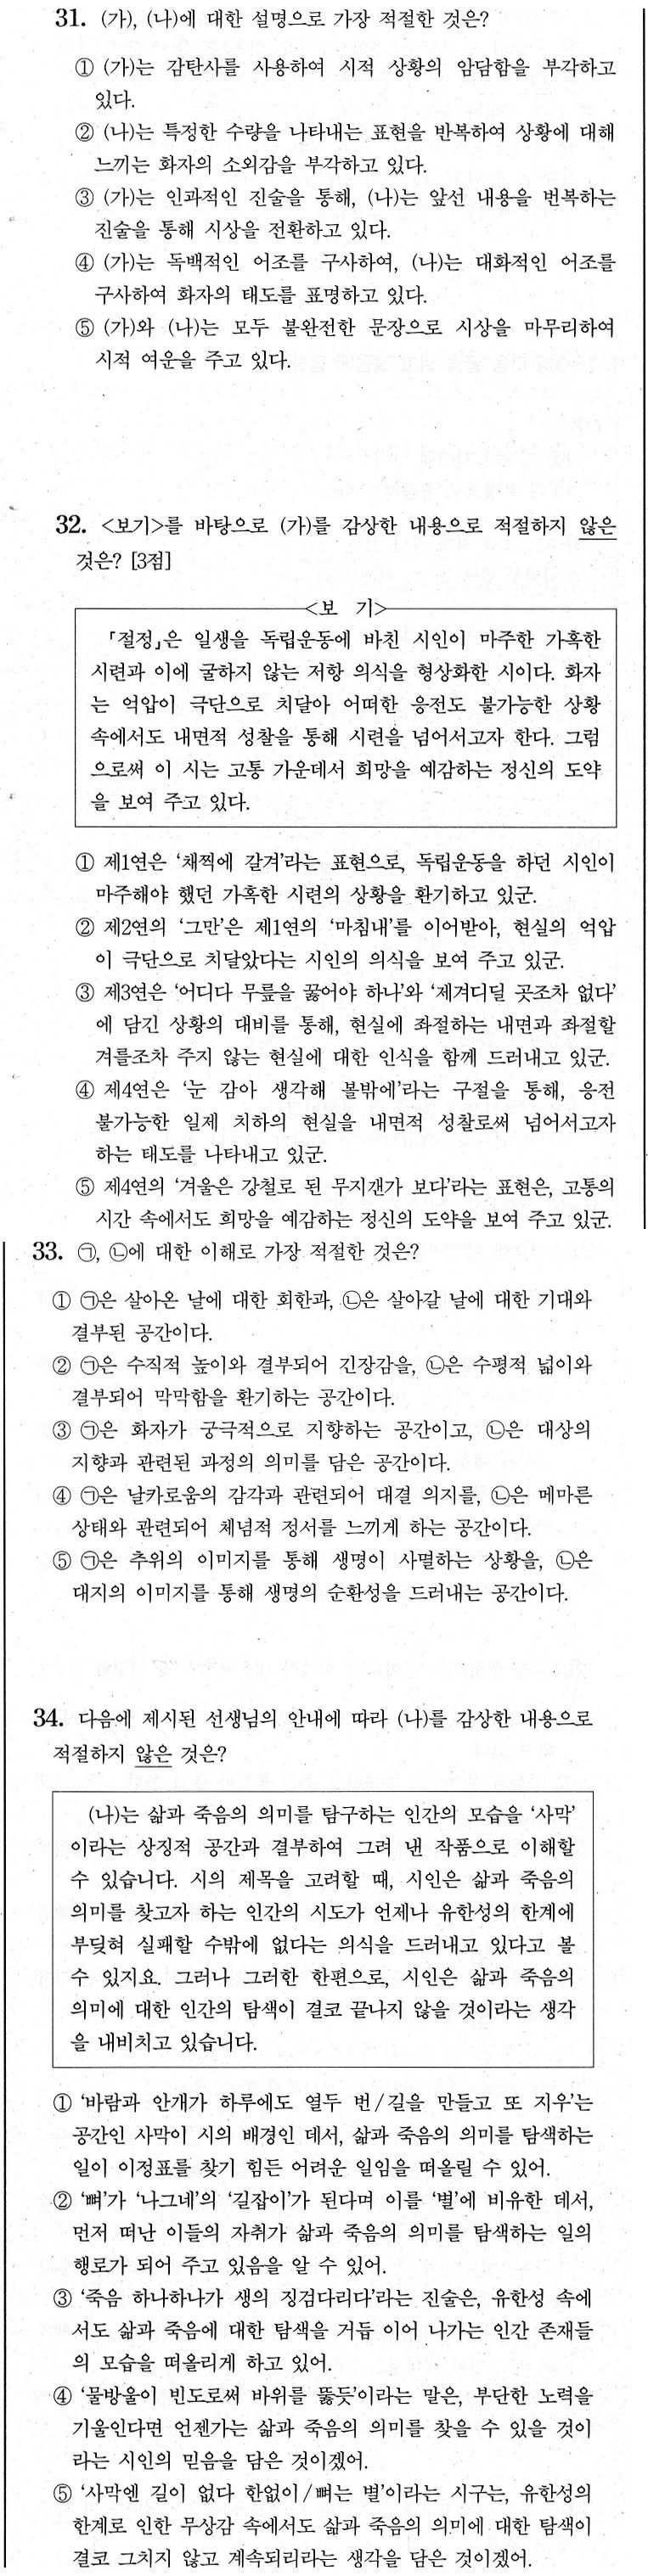 31. (가), (나)에 대한 설명으로 가장 적절한 것은?
① (가)는 감탄사를 사용하여 시적 상황의 암담함을 부각하고
있다.
② (나)는 특정한 수량을 나타내는 표현을 반복하여 상황에 대해
느끼는 화자의 소외감을 부각하고 있다.
③ (가)는 인과적인 진술을 통해, (나)는 앞선 내용을 번복하는
진술을 통해 시상을 전환하고 있다.
④ (가)는 독백적인 어조를 구사하여, (나)는 대화적인 어조를
구사하여 화자의 태도를 표명하고 있다.
⑤ (가)와 (나)는 모두 불완전한 문장으로 시상을 마무리하여
시적 여운을 주고 있다.
32. <보기>를 바탕으로 (가)를 감상한 내용으로 적절하지 않은
것은? [3점]
<보 기>
「절정」은 일생을 독립운동에 바친 시인이 마주한 가혹한
시련과 이에 굴하지 않는 저항 의식을 형상화한 시이다. 화자
는 억압이 극단으로 치달아 어떠한 응전도 불가능한 상황
속에서도 내면적 성찰을 통해 시련을 넘어서고자 한다. 그럼
으로써 이 시는 고통 가운데서 희망을 예감하는 정신의 도약
을 보여 주고 있다.
① 제1연은 ‘채찍에 갈겨’라는 표현으로, 독립운동을 하던 시인이
마주해야 했던 가혹한 시련의 상황을 환기하고 있군.
② 제2연의 ‘그만’은 제1연의 ‘마침내’를 이어받아, 현실의 억압
이 극단으로 치달았다는 시인의 의식을 보여 주고 있군.
③ 제3연은 ‘어디다 무릎을 꿇어야 하나’와 ‘제겨디딜 곳조차 없다’
에 담긴 상황의 대비를 통해, 현실에 좌절하는 내면과 좌절할
겨를조차 주지 않는 현실에 대한 인식을 함께 드러내고 있군.
④ 제4연은 ‘눈 감아 생각해 볼밖에’라는 구절을 통해, 응전
불가능한 일제 치하의 현실을 내면적 성찰로써 넘어서고자
하는 태도를 나타내고 있군.
⑤ 제4연의 ‘겨울은 강철로 된 무지갠가 보다’라는 표현은, 고통의
시간 속에서도 희망을 예감하는 정신의 도약을 보여 주고 있군.
33. ㉠, ㉡에 대한 이해로 가장 적절한 것은?
① ㉠은 살아온 날에 대한 회한과, ㉡은 살아갈 날에 대한 기대와
결부된 공간이다.
② ㉠은 수직적 높이와 결부되어 긴장감을, ㉡은 수평적 넓이와
결부되어 막막함을 환기하는 공간이다.
③ ㉠은 화자가 궁극적으로 지향하는 공간이고, ㉡은 대상의
지향과 관련된 과정의 의미를 담은 공간이다.
④ ㉠은 날카로움의 감각과 관련되어 대결 의지를, ㉡은 메마른
상태와 관련되어 체념적 정서를 느끼게 하는 공간이다.
⑤ ㉠은 추위의 이미지를 통해 생명이 사멸하는 상황을, ㉡은
대지의 이미지를 통해 생명의 순환성을 드러내는 공간이다.
34. 다음에 제시된 선생님의 안내에 따라 (나)를 감상한 내용으로
적절하지 않은 것은?
(나)는 삶과 죽음의 의미를 탐구하는 인간의 모습을 ‘사막’
이라는 상징적 공간과 결부하여 그려 낸 작품으로 이해할
수 있습니다. 시의 제목을 고려할 때, 시인은 삶과 죽음의
의미를 찾고자 하는 인간의 시도가 언제나 유한성의 한계에
부딪혀 실패할 수밖에 없다는 의식을 드러내고 있다고 볼
수 있지요. 그러나 그러한 한편으로, 시인은 삶과 죽음의
의미에 대한 인간의 탐색이 결코 끝나지 않을 것이라는 생각
을 내비치고 있습니다.
① ‘바람과 안개가 하루에도 열두 번/길을 만들고 또 지우’는
공간인 사막이 시의 배경인 데서, 삶과 죽음의 의미를 탐색하는
일이 이정표를 찾기 힘든 어려운 일임을 떠올릴 수 있어.
② ‘뼈’가 ‘나그네’의 ‘길잡이’가 된다며 이를 ‘별’에 비유한 데서,
먼저 떠난 이들의 자취가 삶과 죽음의 의미를 탐색하는 일의
행로가 되어 주고 있음을 알 수 있어.
③ ‘죽음 하나하나가 생의 징검다리다’라는 진술은, 유한성 속에
서도 삶과 죽음에 대한 탐색을 거듭 이어 나가는 인간 존재들
의 모습을 떠올리게 하고 있어.
④ ‘물방울이 빈도로써 바위를 뚫듯’이라는 말은, 부단한 노력을
기울인다면 언젠가는 삶과 죽음의 의미를 찾을 수 있을 것이
라는 시인의 믿음을 담은 것이겠어.
⑤ ‘사막엔 길이 없다 한없이/뼈는 별’이라는 시구는, 유한성의
한계로 인한 무상감 속에서도 삶과 죽음의 의미에 대한 탐색이
결코 그치지 않고 계속되리라는 생각을 담은 것이겠어.